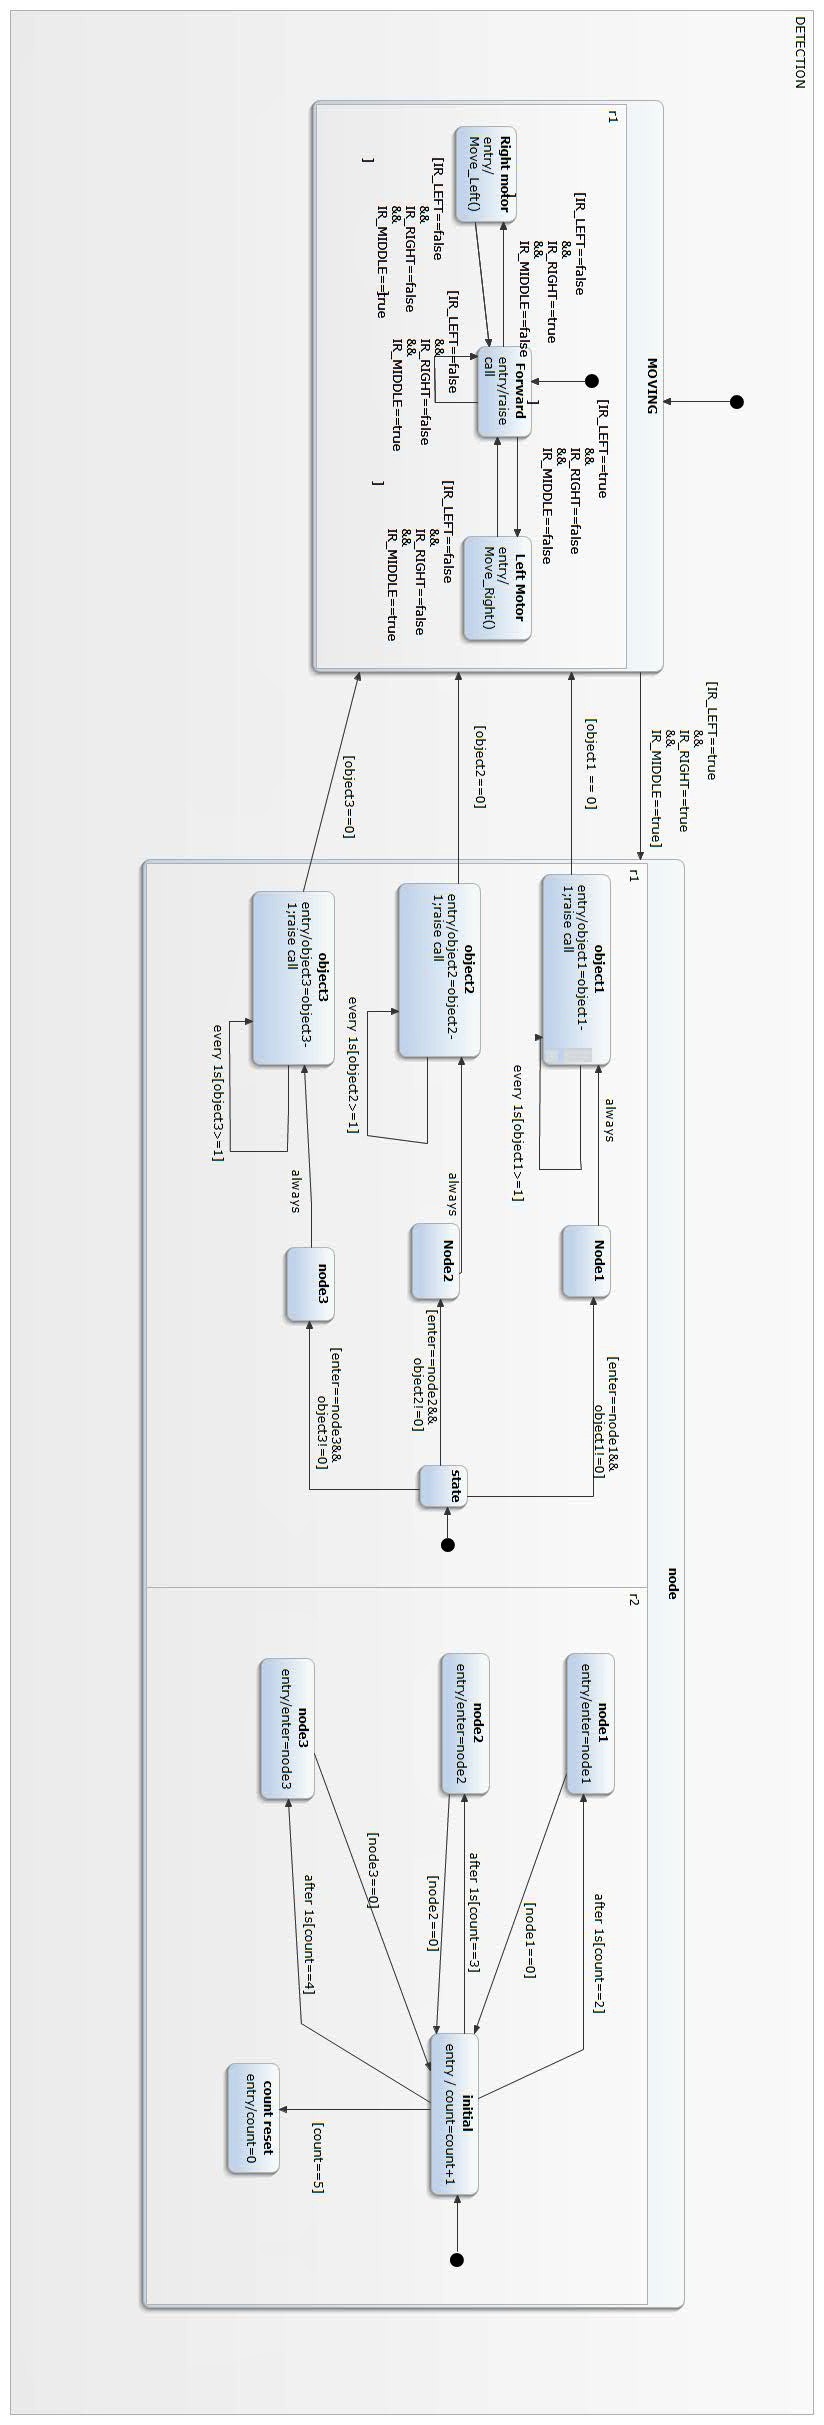 DETECTION
MOVING
r1
[IR_LEFT==false
&&
IR_RIGHT==true
&&
IR_MIDDLE==false
]
Right motor
entry/
Move_Left()
[IR_LEFT==false
&&
IR_RIGHT==false
&&
IR_MIDDLE==true
]
Forward
entry/raise
call
[IR_LEFT==false
&&
IR_RIGHT==false
&&
IR_MIDDLE==true
]
[IR_LEFT==true
&&
IR_RIGHT==false
&&
IR_MIDDLE==false
]
Left Motor
entry/
Move_Right()
[IR_LEFT==false
&&
IR_RIGHT==false
&&
IR_MIDDLE==true
]
[IR_LEFT==true
&&
IR_RIGHT==true
&&
IR_MIDDLE==true]
[object1 == 0]
[object2==0]
[object3==0]
node
r1
object1
entry/object1=object1-
1;raise call
always
every 1s[object1>=1]
Node1
[enter==node1&&
object1!=0]
object2
entry/object2=object2-
1;raise call
always
every 1s[object2>=1]
Node2
[enter==node2&&
object2!=0]
state
object3
entry/object3=object3-
1;raise call
always
every 1s[object3>=1]
node3
[enter==node3&&
object3!=0]
r2
node1
entry/enter=node1
after 1s[count==2]
[node1==0]
node2
entry/enter=node2
after 1s[count==3]
[node2==0]
initial
entry / count=count+1
node3
entry/enter=node3
[node3==0]
after 1s[count==4]
[count==5]
count reset
entry/count=0